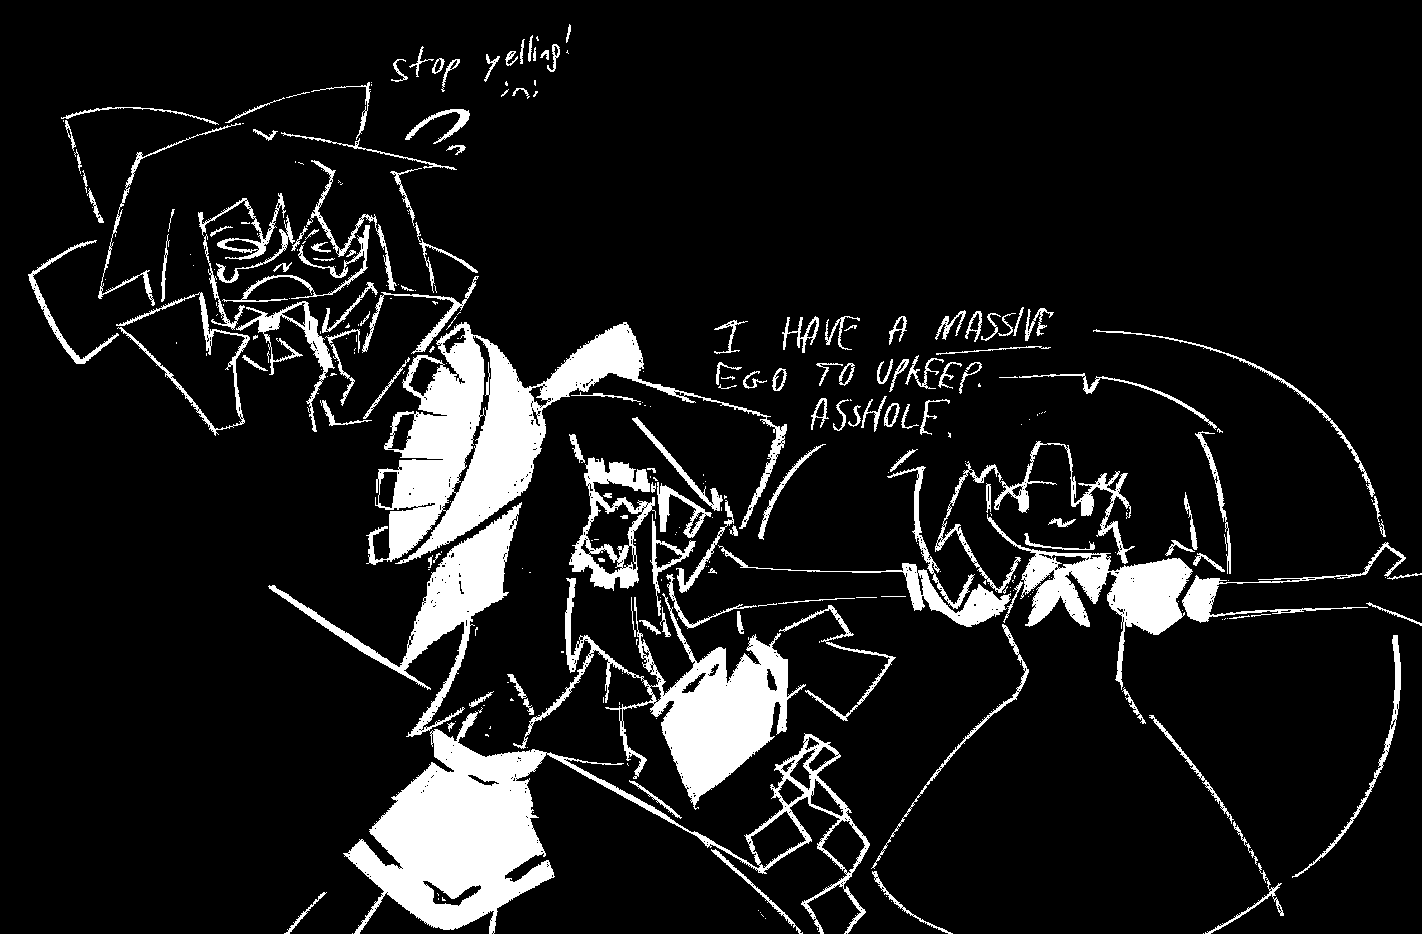 stop yelling!
;n;
I HAVE A MASSIVE
EGO TO UPKEEP.
ASSHOLE.